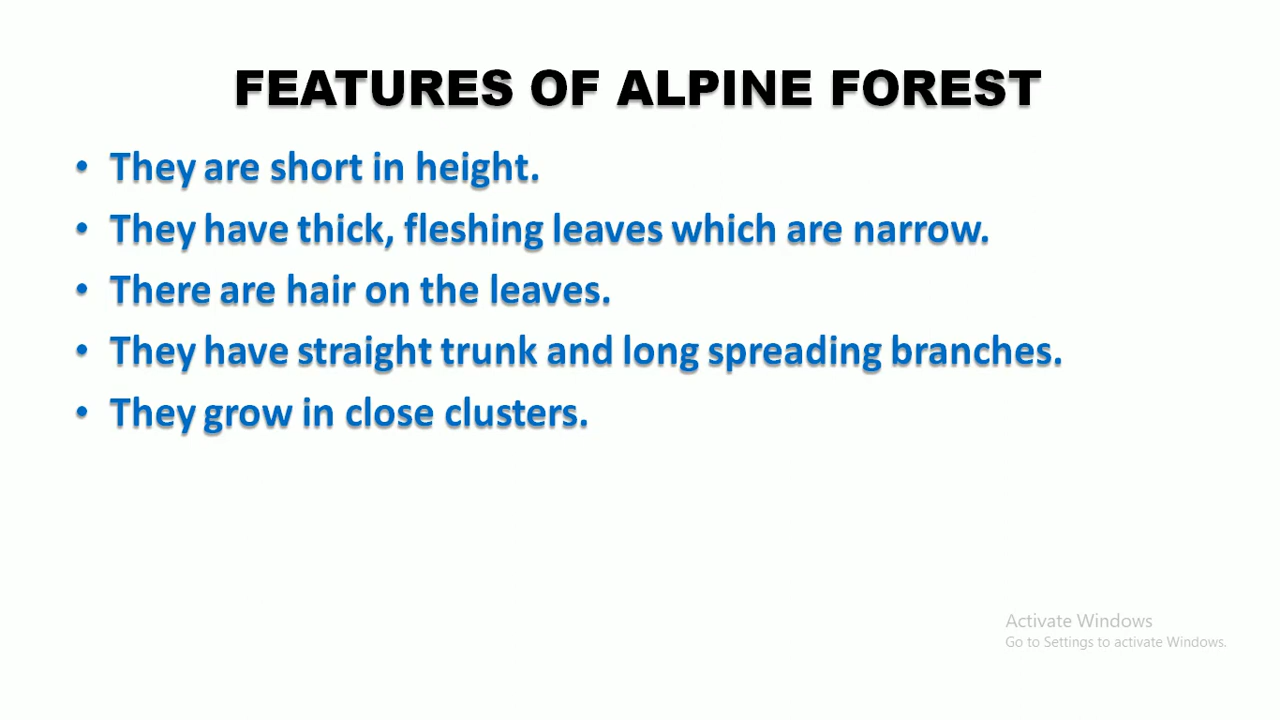 FEATURES OF ALPINE FOREST
• They are short in height.
• They have thick, fleshing leaves which are narrow.
• There are hair on the leaves.
• They have straight trunk and long spreading branches.
• They grow in close clusters.
Activate Windows
Go to Settings to activate Windows.